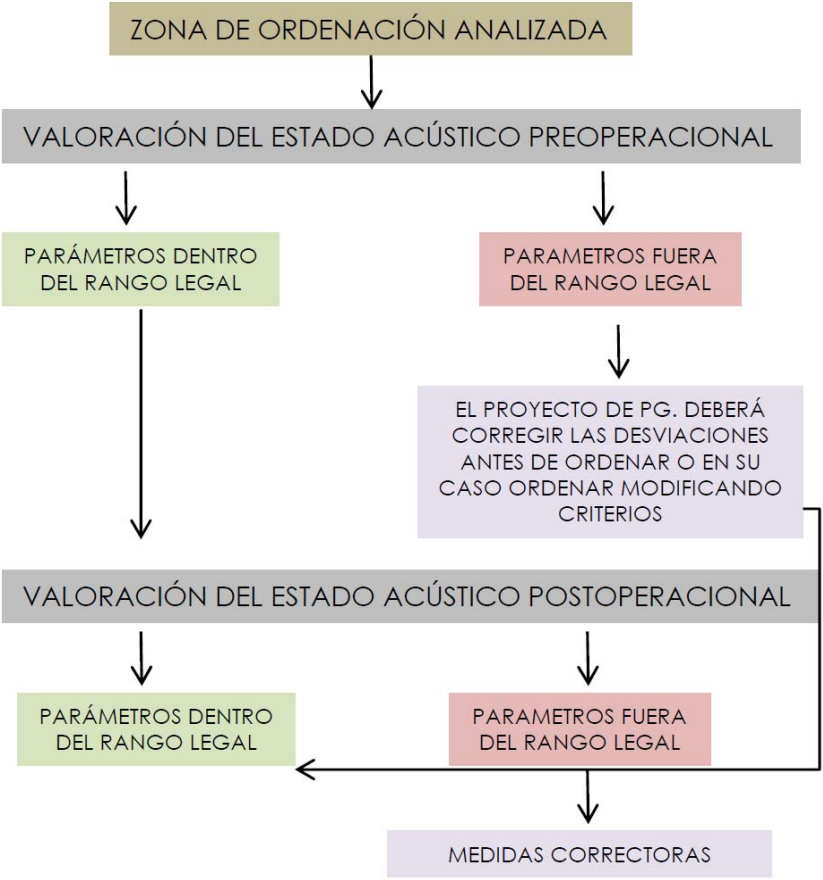 ZONA DE ORDENACIÓN ANALIZADA
VALORACIÓN DEL ESTADO ACÚSTICO PREOPERACIONAL
PARÁMETROS DENTRO
DEL RANGO LEGAL
PARAMETROS FUERA
DEL RANGO LEGAL
EL PROYECTO DE PG. DEBERÁ
CORREGIR LAS DESVIACIONES
ANTES DE ORDENAR O EN SU
CASO ORDENAR MODIFICANDO
CRITERIOS
VALORACIÓN DEL ESTADO ACÚSTICO POSTOPERACIONAL
PARÁMETROS DENTRO
DEL RANGO LEGAL
PARAMETROS FUERA
DEL RANGO LEGAL
MEDIDAS CORRECTORAS